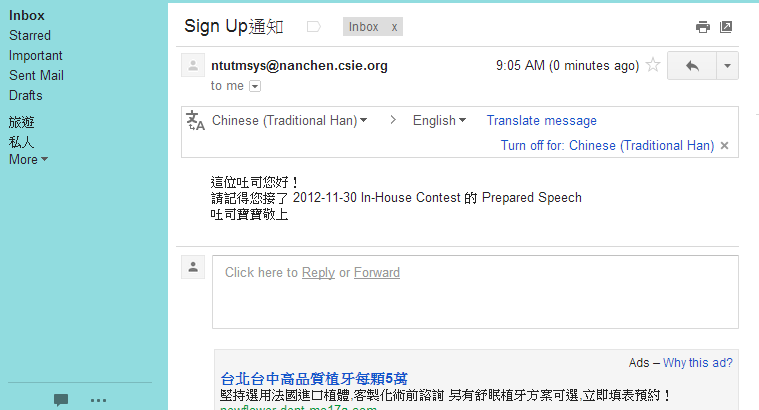 Inbox
Starred
Important
Sent Mail
Drafts
旅遊
私人
More
Sign Up通知
Inbox x
ntutmsys@nanchen.csie.org 9:05 AM (0 minutes ago)
to me
Chinese (Traditional Han) > English Translate message
Turn off for: Chinese (Traditional Han) ×
這位吐司您好！
請記得您接了 2012-11-30 In-House Contest 的 Prepared Speech
吐司寶寶敬上
Click here to Reply or Forward
Ads – Why this ad?
台北台中高品質植牙每顆5萬
堅持選用法國進口植體,客製化術前諮詢 另有舒眠植牙方案可選,立即填表預約！